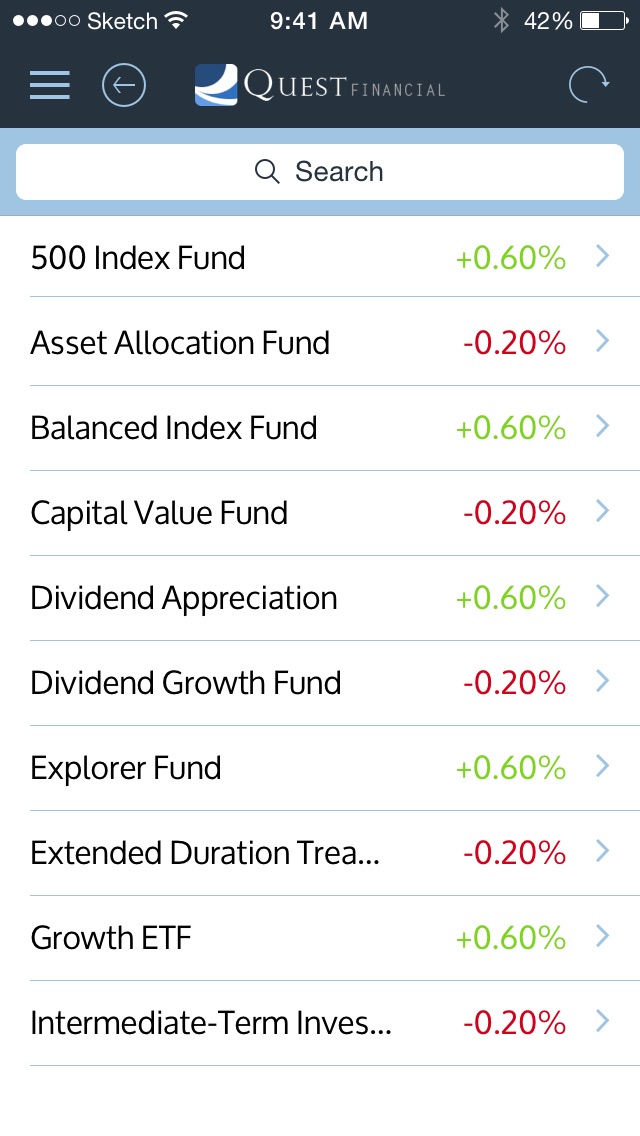 Sketch 9:41 AM 42%
QUEST FINANCIAL
Search
500 Index Fund +0.60%
Asset Allocation Fund -0.20%
Balanced Index Fund +0.60%
Capital Value Fund -0.20%
Dividend Appreciation +0.60%
Dividend Growth Fund -0.20%
Explorer Fund +0.60%
Extended Duration Trea... -0.20%
Growth ETF +0.60%
Intermediate-Term Inves... -0.20%